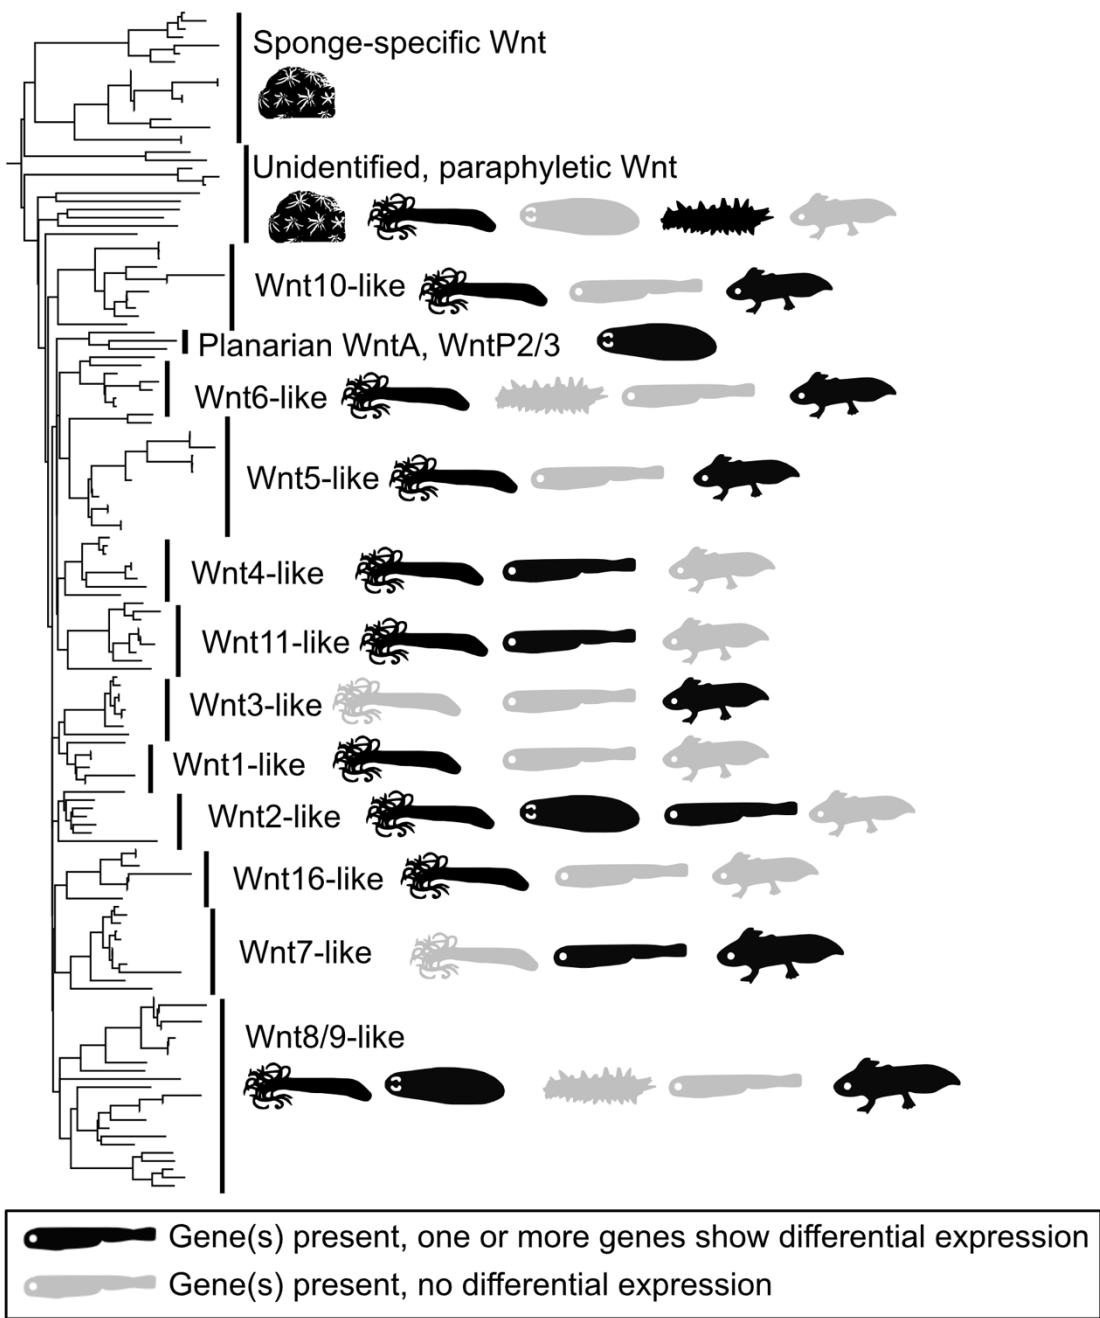 Sponge-specific Wnt
Unidentified, paraphyletic Wnt
Wnt10-like
Planarian WntA, WntP2/3
Wnt6-like
Wnt5-like
Wnt4-like
Wnt11-like
Wnt3-like
Wnt1-like
Wnt2-like
Wnt16-like
Wnt7-like
Wnt8/9-like
Gene(s) present, one or more genes show differential expression
Gene(s) present, no differential expression